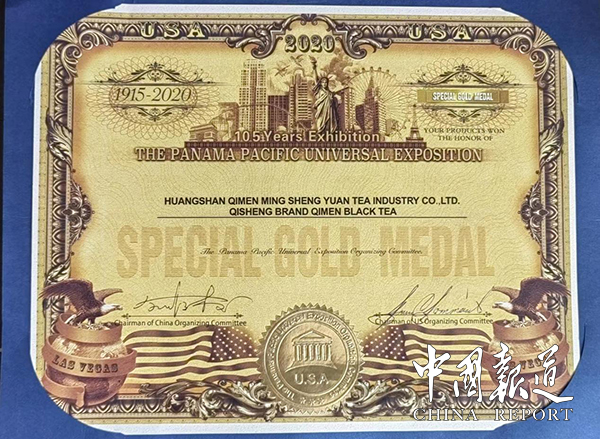 USA
2020
USA
1915-2020
SPECIAL GOLD MEDAL
YOUR PRODUCTS WON
THE HONOR OF
105 Years Exhibition
THE PANAMA PACIFIC UNIVERSAL EXPOSITION
HUANGSHAN QIMEN MING SHENG YUAN TEA INDUSTRY CO.,LTD.
QISHENG BRAND QIMEN BLACK TEA
SPECIAL GOLD MEDAL
The Panama Pacific Universal Exposition Organizing Committee.
Chairman of China Organizing Committee
Chairman of US Organizing Committee
LAS VEGAS
U.S.A
中国报道
CHINA REPORT